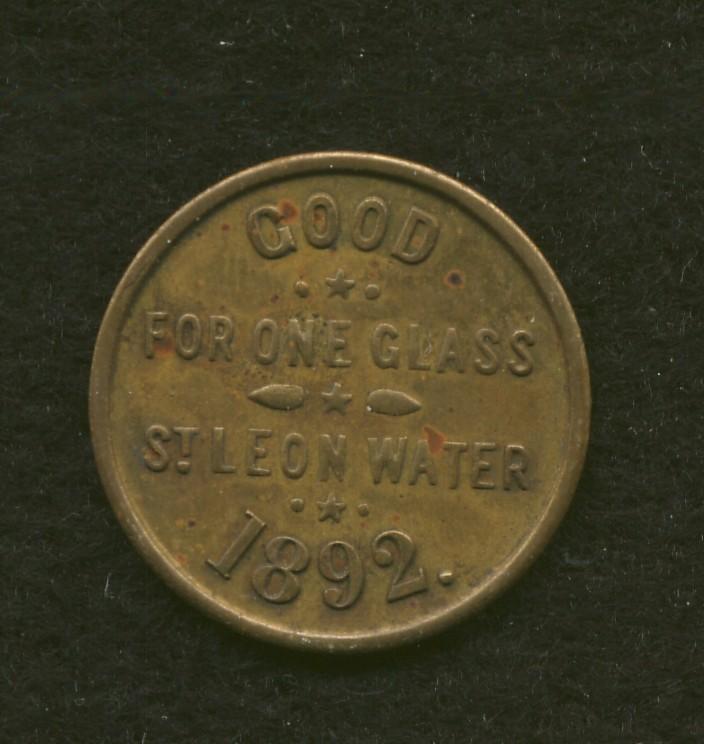 GOOD
FOR ONE GLASS
ST. LEON WATER
1892.